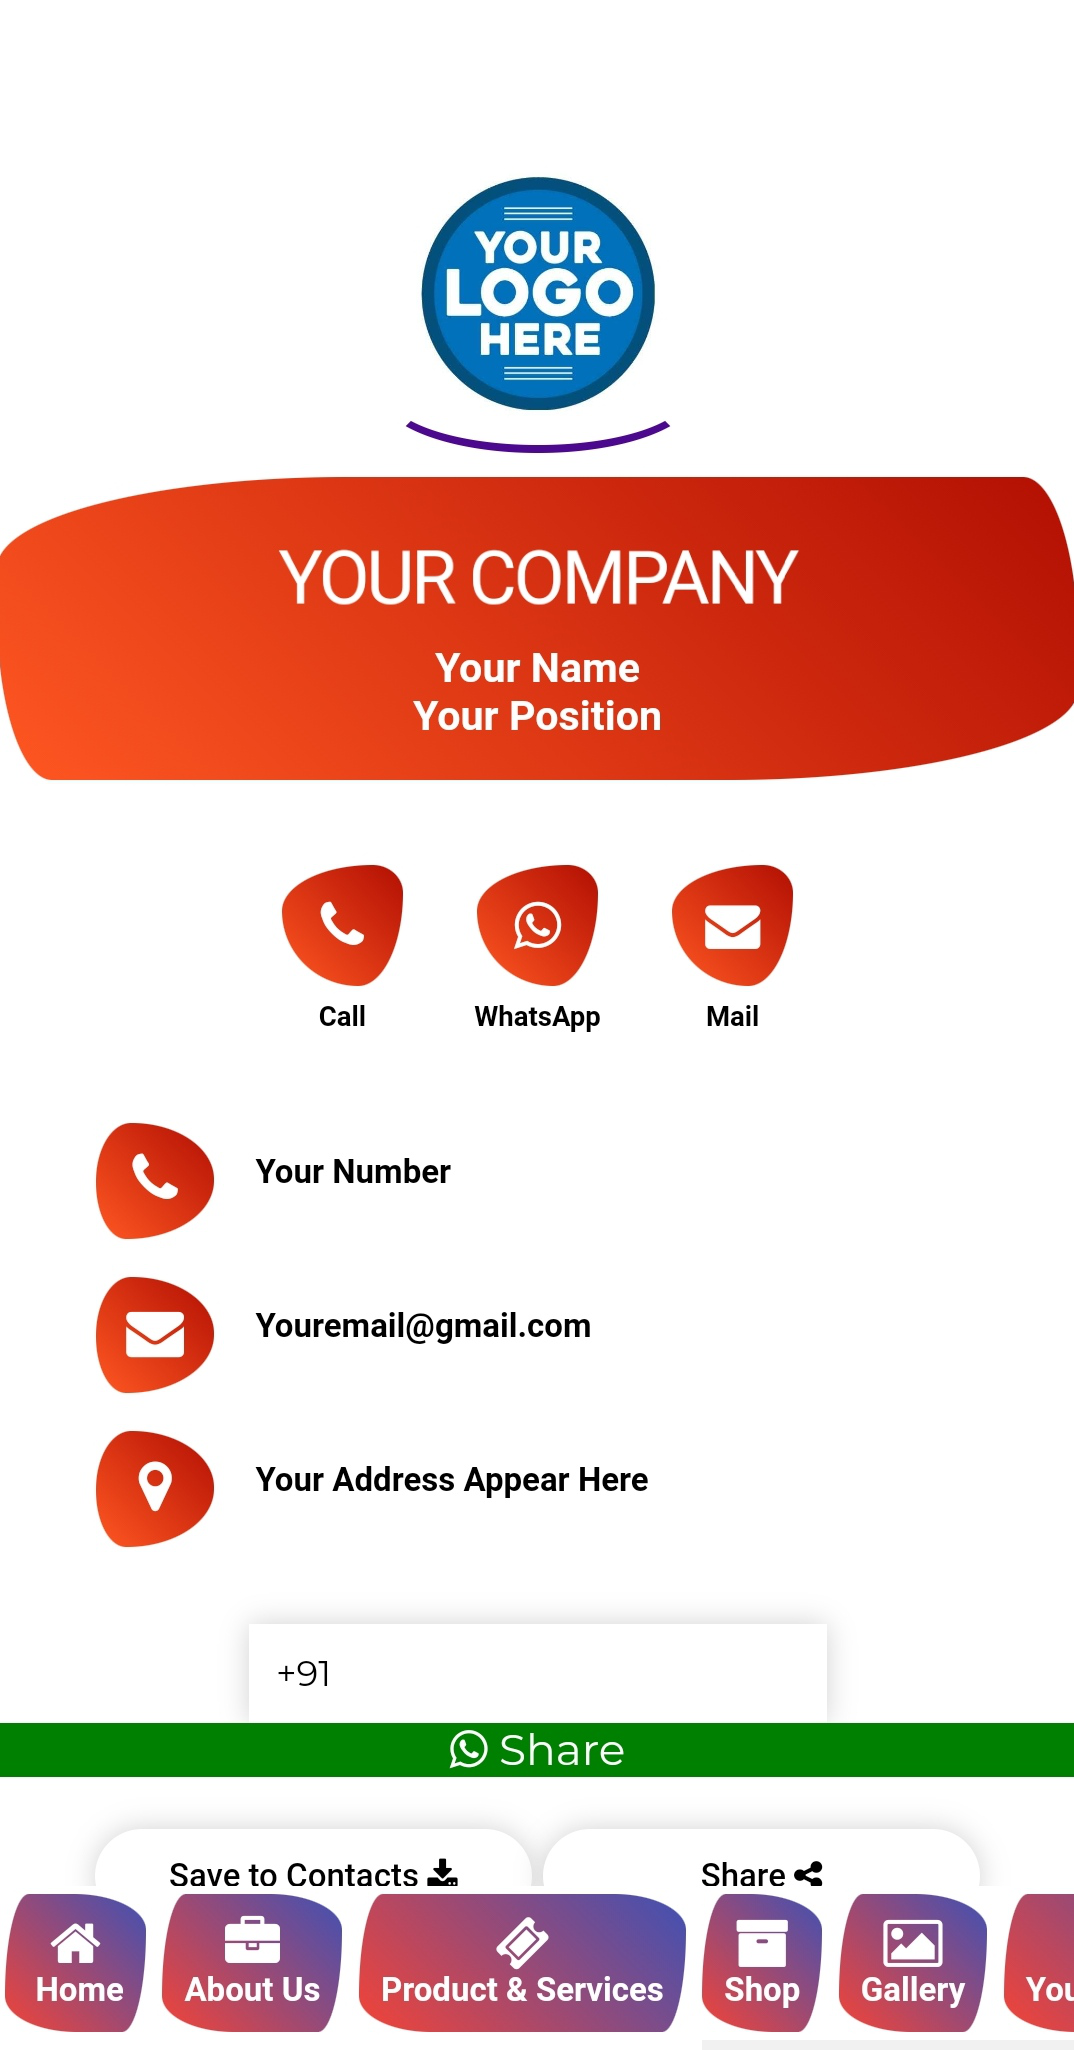 YOUR
LOGO
HERE
YOUR COMPANY
Your Name
Your Position
Call WhatsApp Mail
Your Number
Youremail@gmail.com
Your Address Appear Here
+91
Share
Save to Contacts Share
Home About Us Product & Services Shop Gallery You